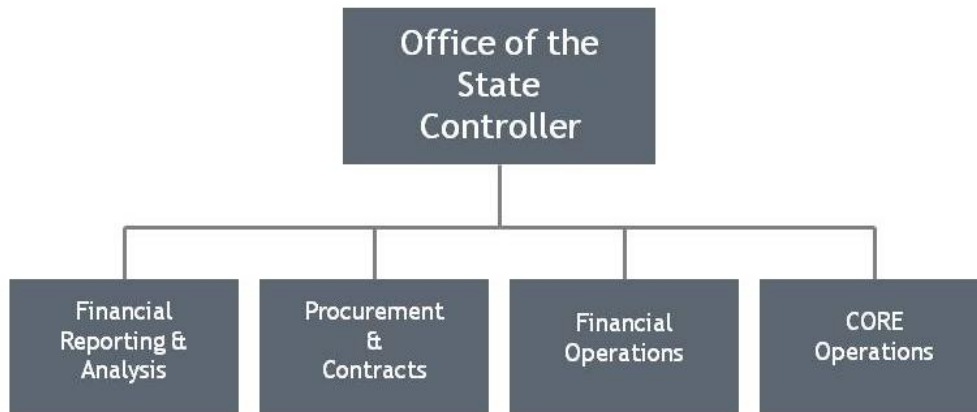 Office of the
State
Controller
Financial
Reporting &
Analysis
Procurement
&
Contracts
Financial
Operations
CORE
Operations